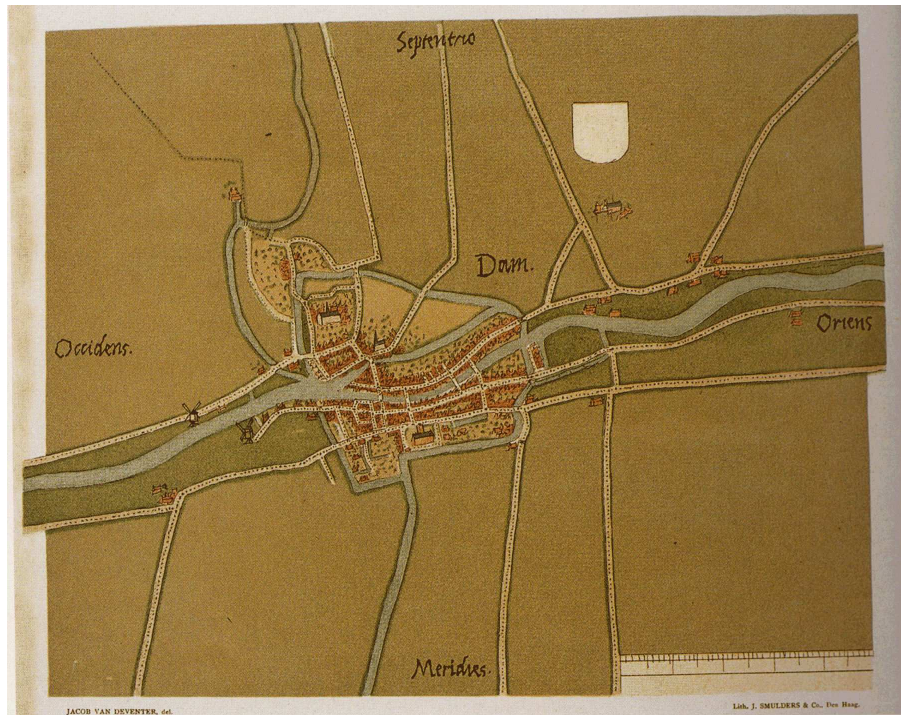 Septentrio
Dam.
Oriens
Occidens.
Meridies.
JACOB VAN DEVENTER, del.
Lith. J. SMULDERS & Co. Den Haag.